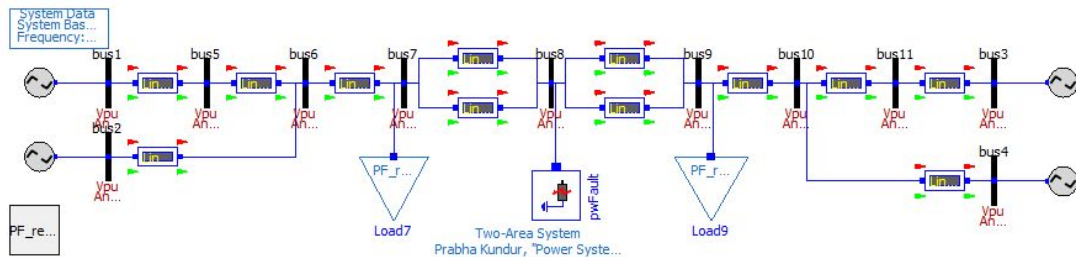 System Data
System Bas...
Frequency:...
bus1
bus5
bus6
bus7
bus8
bus9
bus10
bus11
bus3
Lin...
Lin...
Lin...
Lin...
Lin...
Lin...
Lin...
Lin...
Lin...
Lin...
Vpu
An...
Vpu
An...
Vpu
An...
Vpu
An...
Vpu
An...
Vpu
An...
Vpu
An...
Vpu
An...
Vpu
An...
bus2
Lin...
Vpu
An...
bus4
Lin...
Vpu
An...
PF_r...
Load7
pwFault
PF_r...
Load9
PF_re...
Two-Area System
Prabha Kundur, "Power Syste...